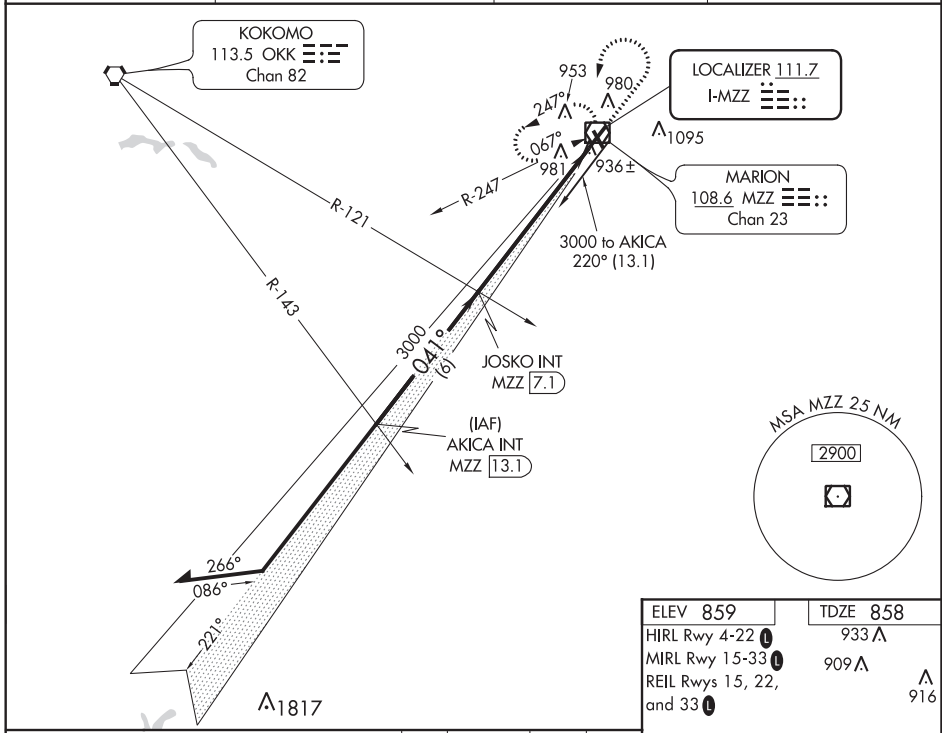 KOKOMO
113.5 OKK
Chan 82
LOCALIZER 111.7
I-MZZ
953
980
247°
067°
981
936±
1095
R-247
MARION
108.6 MZZ
Chan 23
R-121
3000 to AKICA
220° (13.1)
R-143
3000
041°
(6)
JOSKO INT
MZZ 7.1
(IAF)
AKICA INT
MZZ 13.1
MSA MZZ 25 NM
2900
266°
086°
221°
1817
ELEV 859
TDZE 858
HIRL Rwy 4-22 L
933
MIRL Rwy 15-33 L
909
REIL Rwys 15, 22,
and 33 L
916